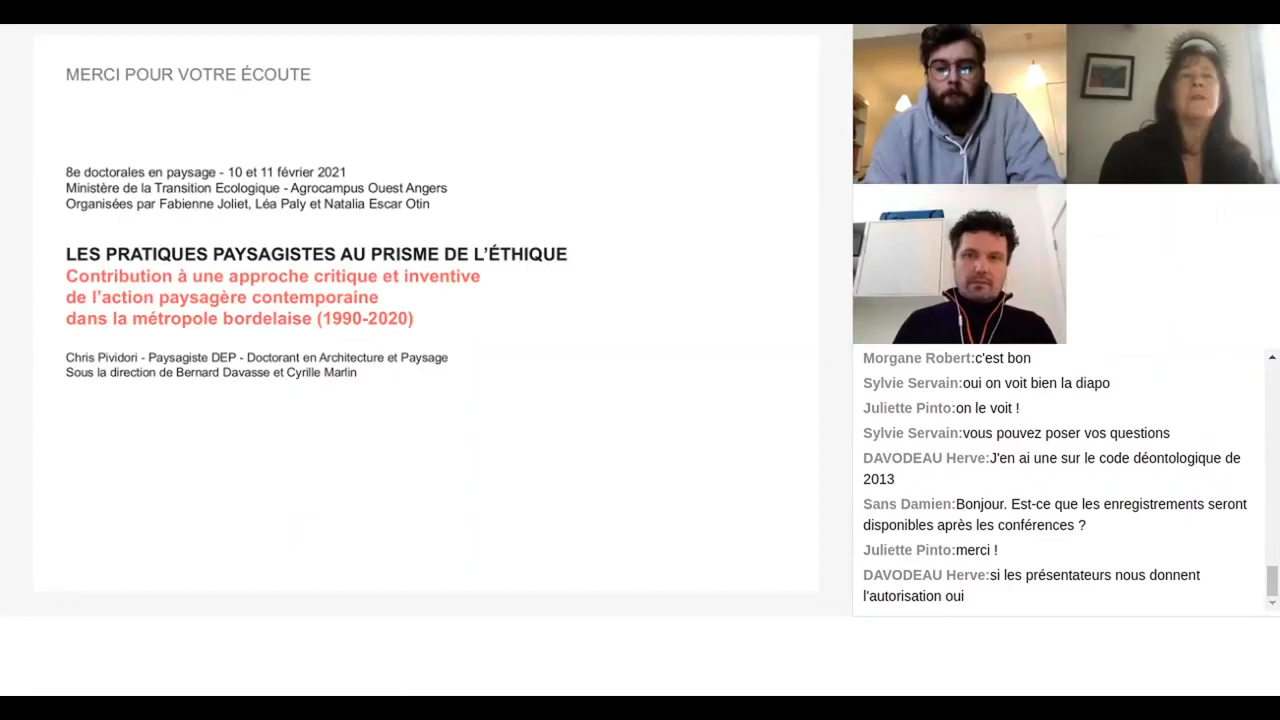 MERCI POUR VOTRE ÉCOUTE
8e doctorales en paysage - 10 et 11 février 2021
Ministère de la Transition Ecologique - Agrocampus Ouest Angers
Organisées par Fabienne Joliet, Léa Paly et Natalia Escar Otin
LES PRATIQUES PAYSAGISTES AU PRISME DE L'ÉTHIQUE
Contribution à une approche critique et inventive
de l'action paysagère contemporaine
dans la métropole bordelaise (1990-2020)
Chris Pividori - Paysagiste DEP - Doctorant en Architecture et Paysage
Sous la direction de Bernard Davasse et Cyrille Marlin
Morgane Robert:c'est bon
Sylvie Servain:oui on voit bien la diapo
Juliette Pinto:on le voit !
Sylvie Servain:vous pouvez poser vos questions
DAVODEAU Herve:J'en ai une sur le code déontologique de
2013
Sans Damien:Bonjour. Est-ce que les enregistrements seront
disponibles après les conférences ?
Juliette Pinto:merci !
DAVODEAU Herve:si les présentateurs nous donnent
l'autorisation oui